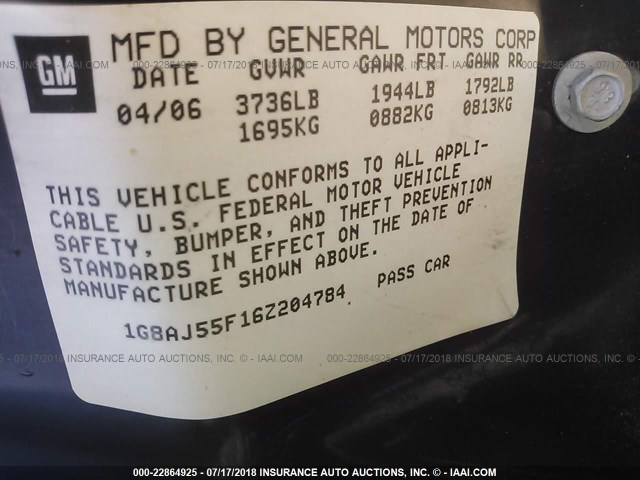 GM
MFD BY GENERAL MOTORS CORP
DATE GVWR GAWR FRT GAWR RR
04/06 3736LB 1944LB 1792LB
1695KG 0882KG 0813KG
THIS VEHICLE CONFORMS TO ALL APPLI-
CABLE U.S. FEDERAL MOTOR VEHICLE
SAFETY, BUMPER, AND THEFT PREVENTION
STANDARDS IN EFFECT ON THE DATE OF
MANUFACTURE SHOWN ABOVE.
1G8AJ55F16Z204784 PASS CAR
000-22864925 - 07/17/2018 INSURANCE AUTO AUCTIONS, INC. © - IAAI.COM